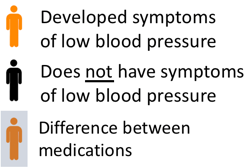 Developed symptoms
of low blood pressure
Does not have symptoms
of low blood pressure
Difference between
medications